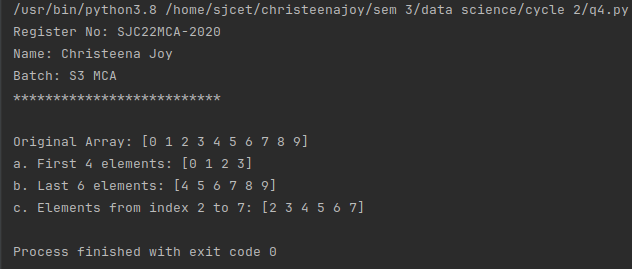 /usr/bin/python3.8 /home/sjcet/christeenajoy/sem 3/data science/cycle 2/q4.py
Register No: SJC22MCA-2020
Name: Christeena Joy
Batch: S3 MCA
**************************
Original Array: [0 1 2 3 4 5 6 7 8 9]
a. First 4 elements: [0 1 2 3]
b. Last 6 elements: [4 5 6 7 8 9]
c. Elements from index 2 to 7: [2 3 4 5 6 7]
Process finished with exit code 0